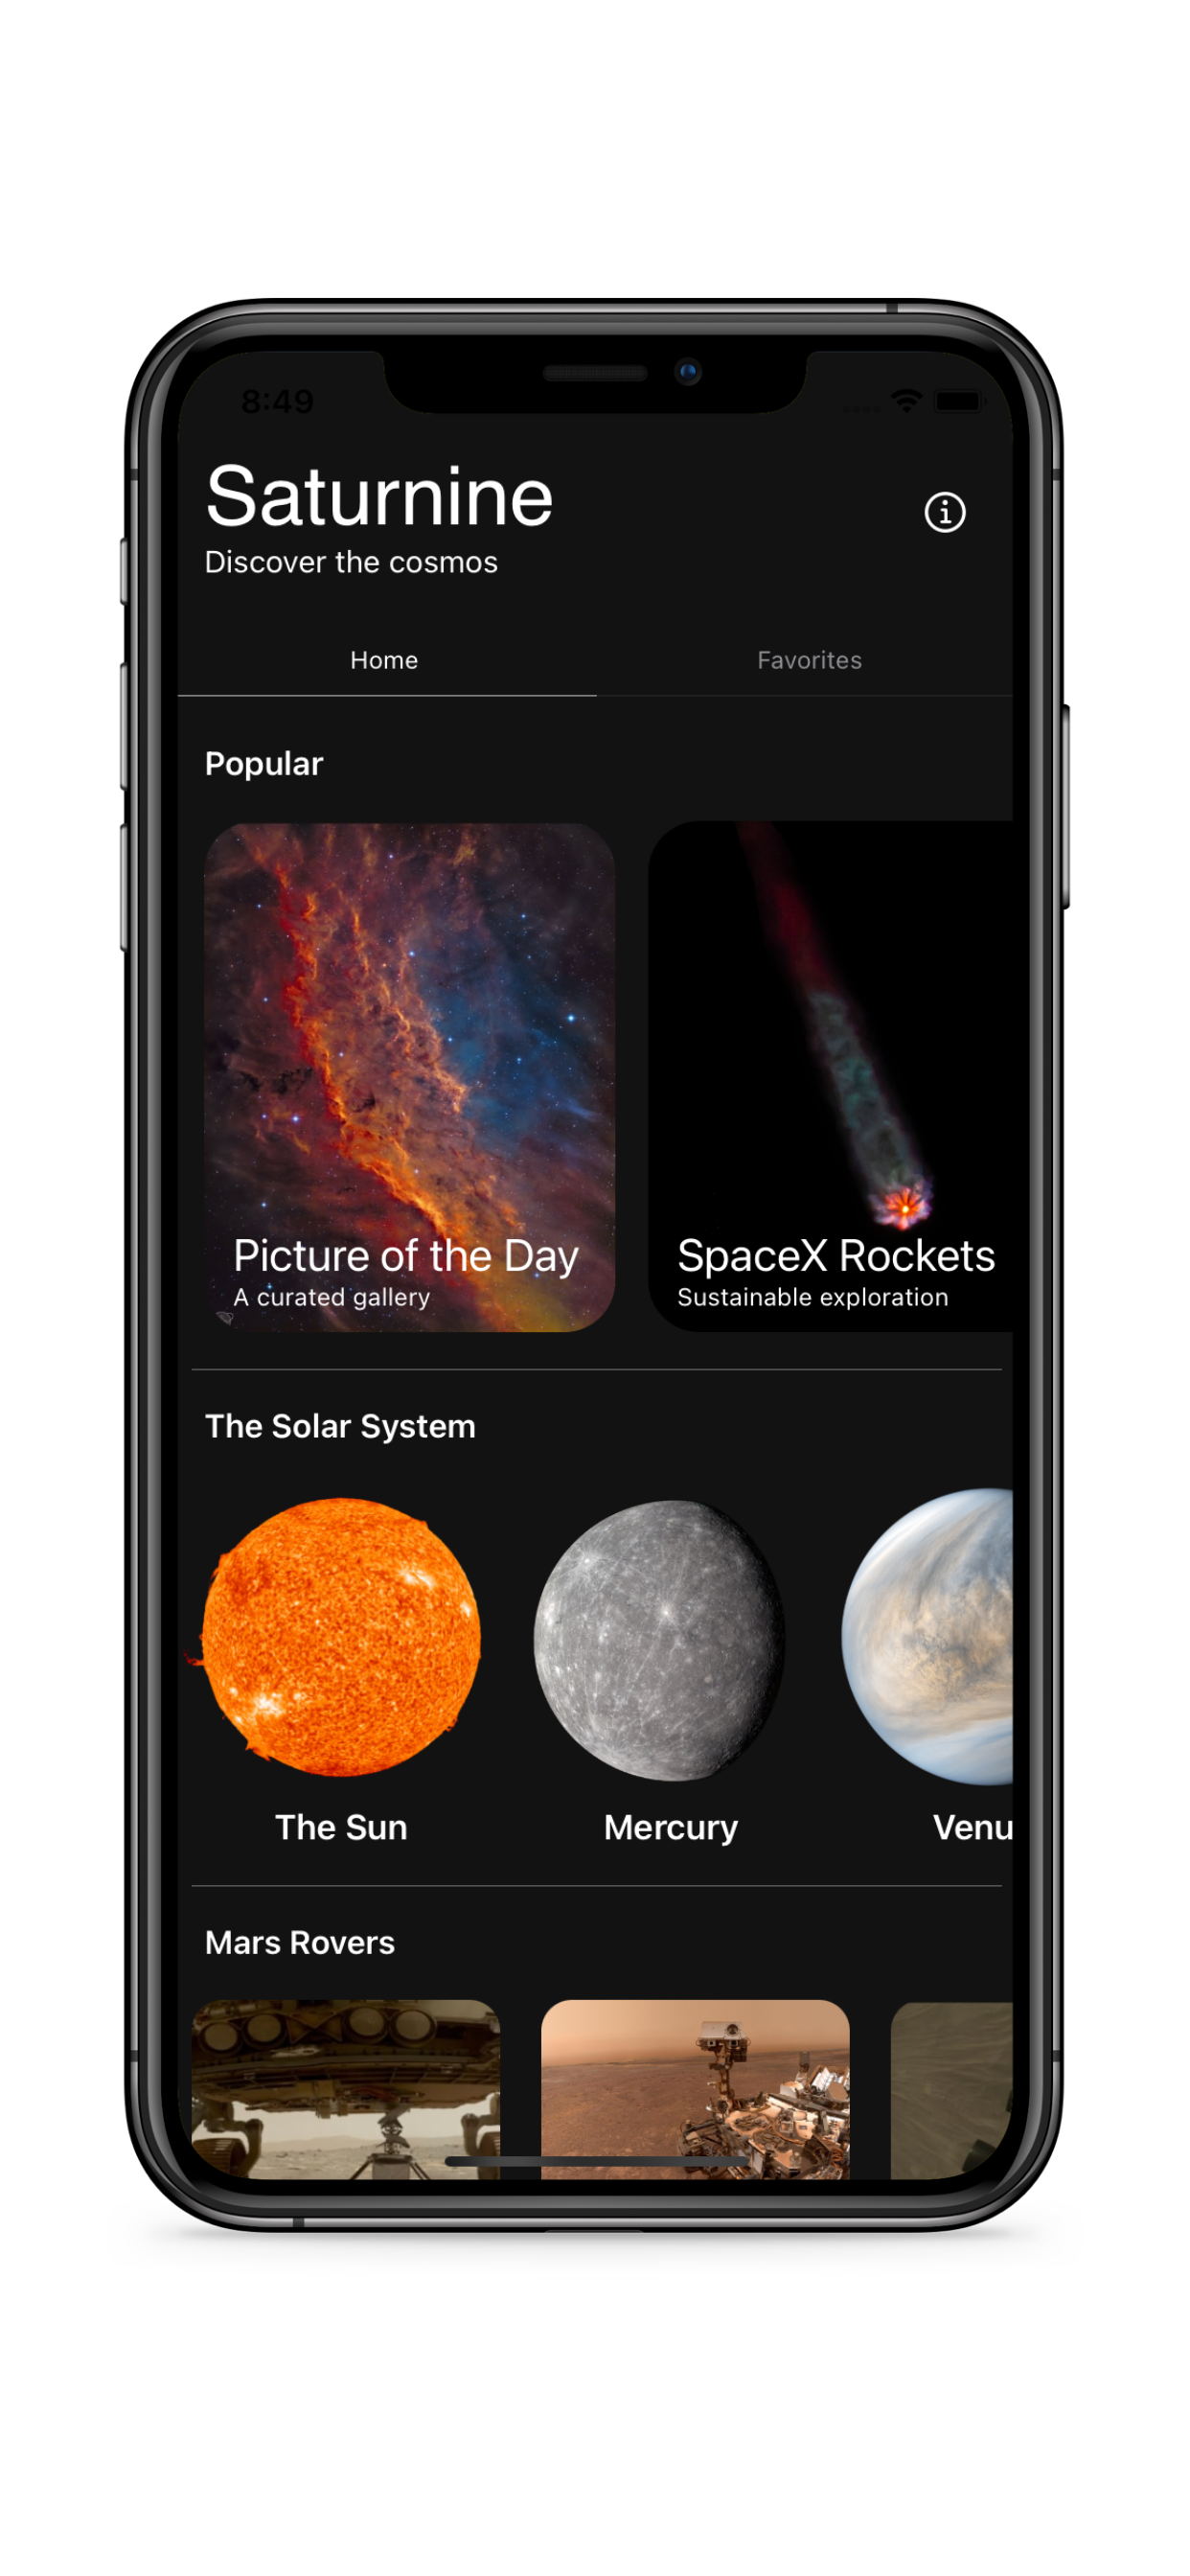 8:49
Saturnine
Discover the cosmos
Home
Favorites
Popular
Picture of the Day
A curated gallery
SpaceX Rockets
Sustainable exploration
The Solar System
The Sun
Mercury
Venu
Mars Rovers